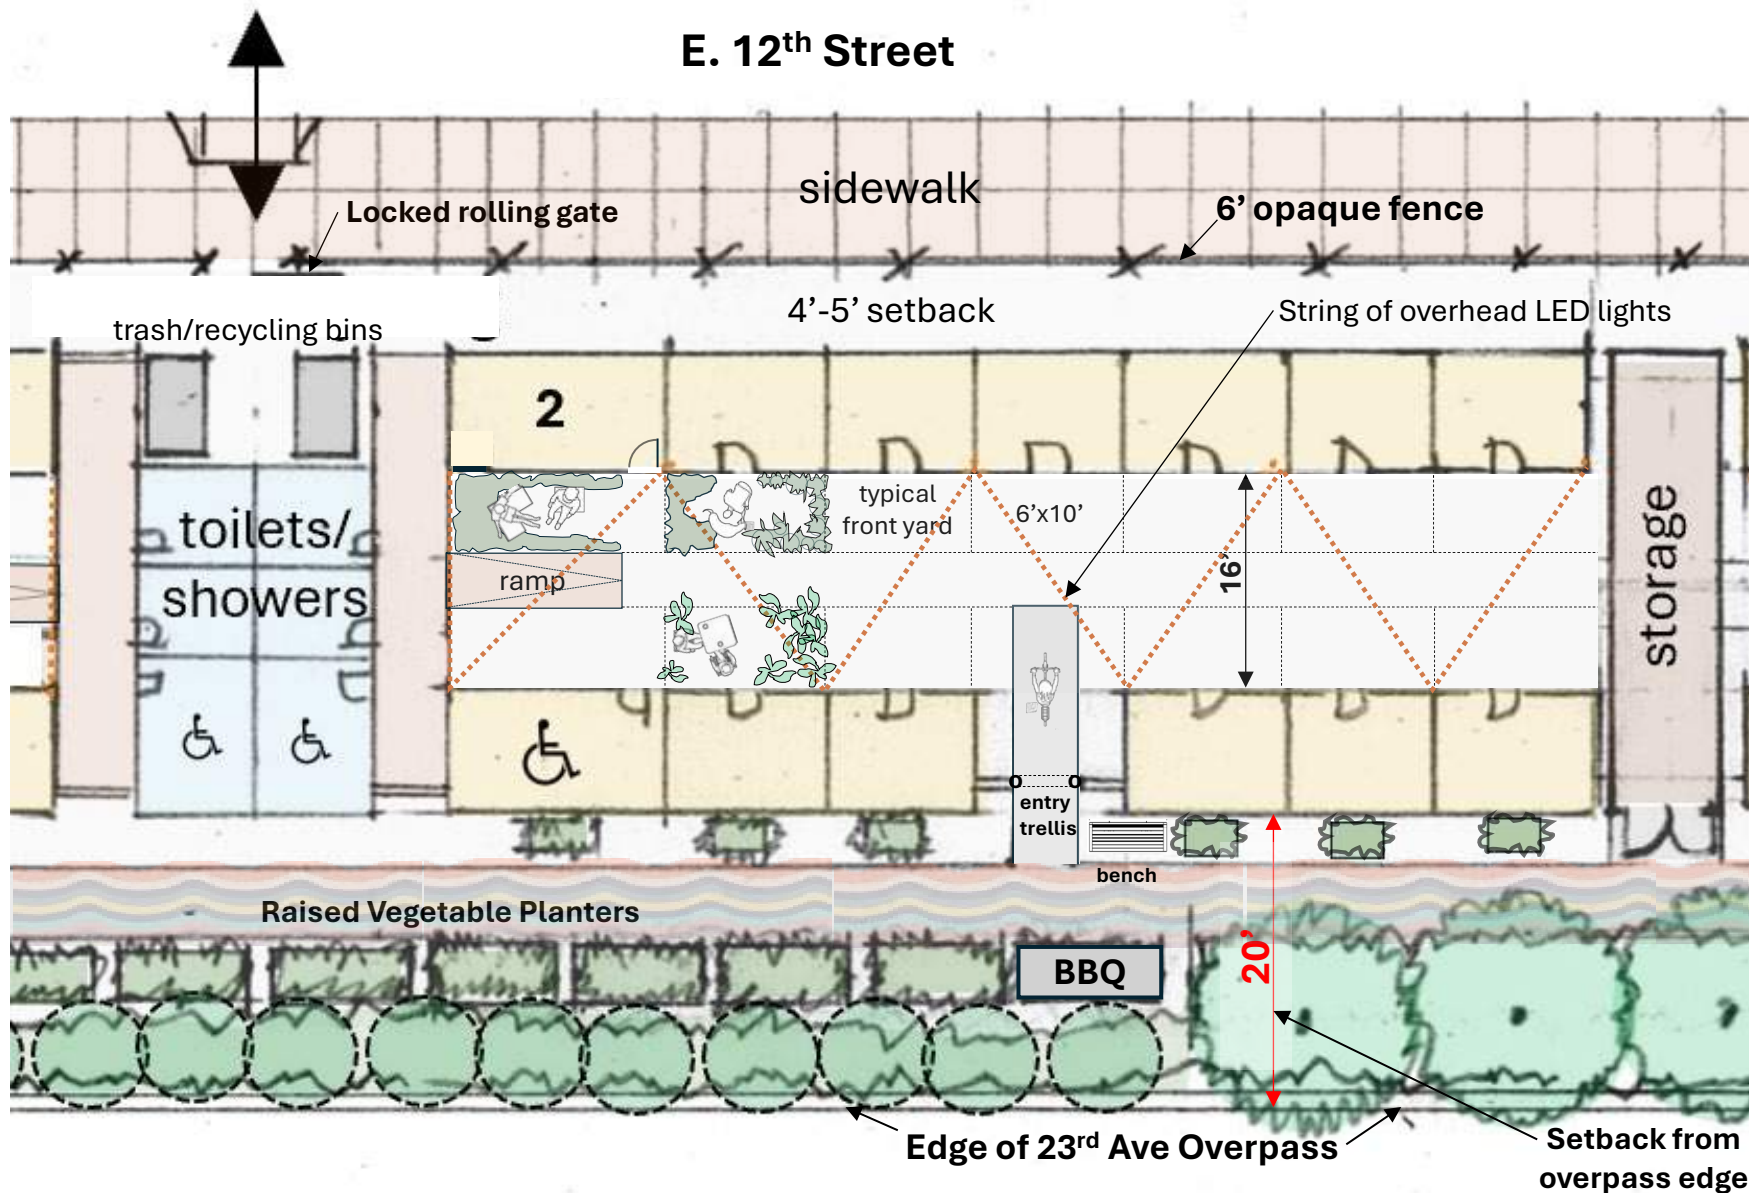 E. 12th Street
sidewalk
Locked rolling gate
6’ opaque fence
4’-5’ setback
String of overhead LED lights
trash/recycling bins
2
typical
front yard
6’x10’
toilets/
showers
ramp
16’
storage
entry
trellis
bench
Raised Vegetable Planters
20’
BBQ
Edge of 23rd Ave Overpass
Setback from
overpass edge